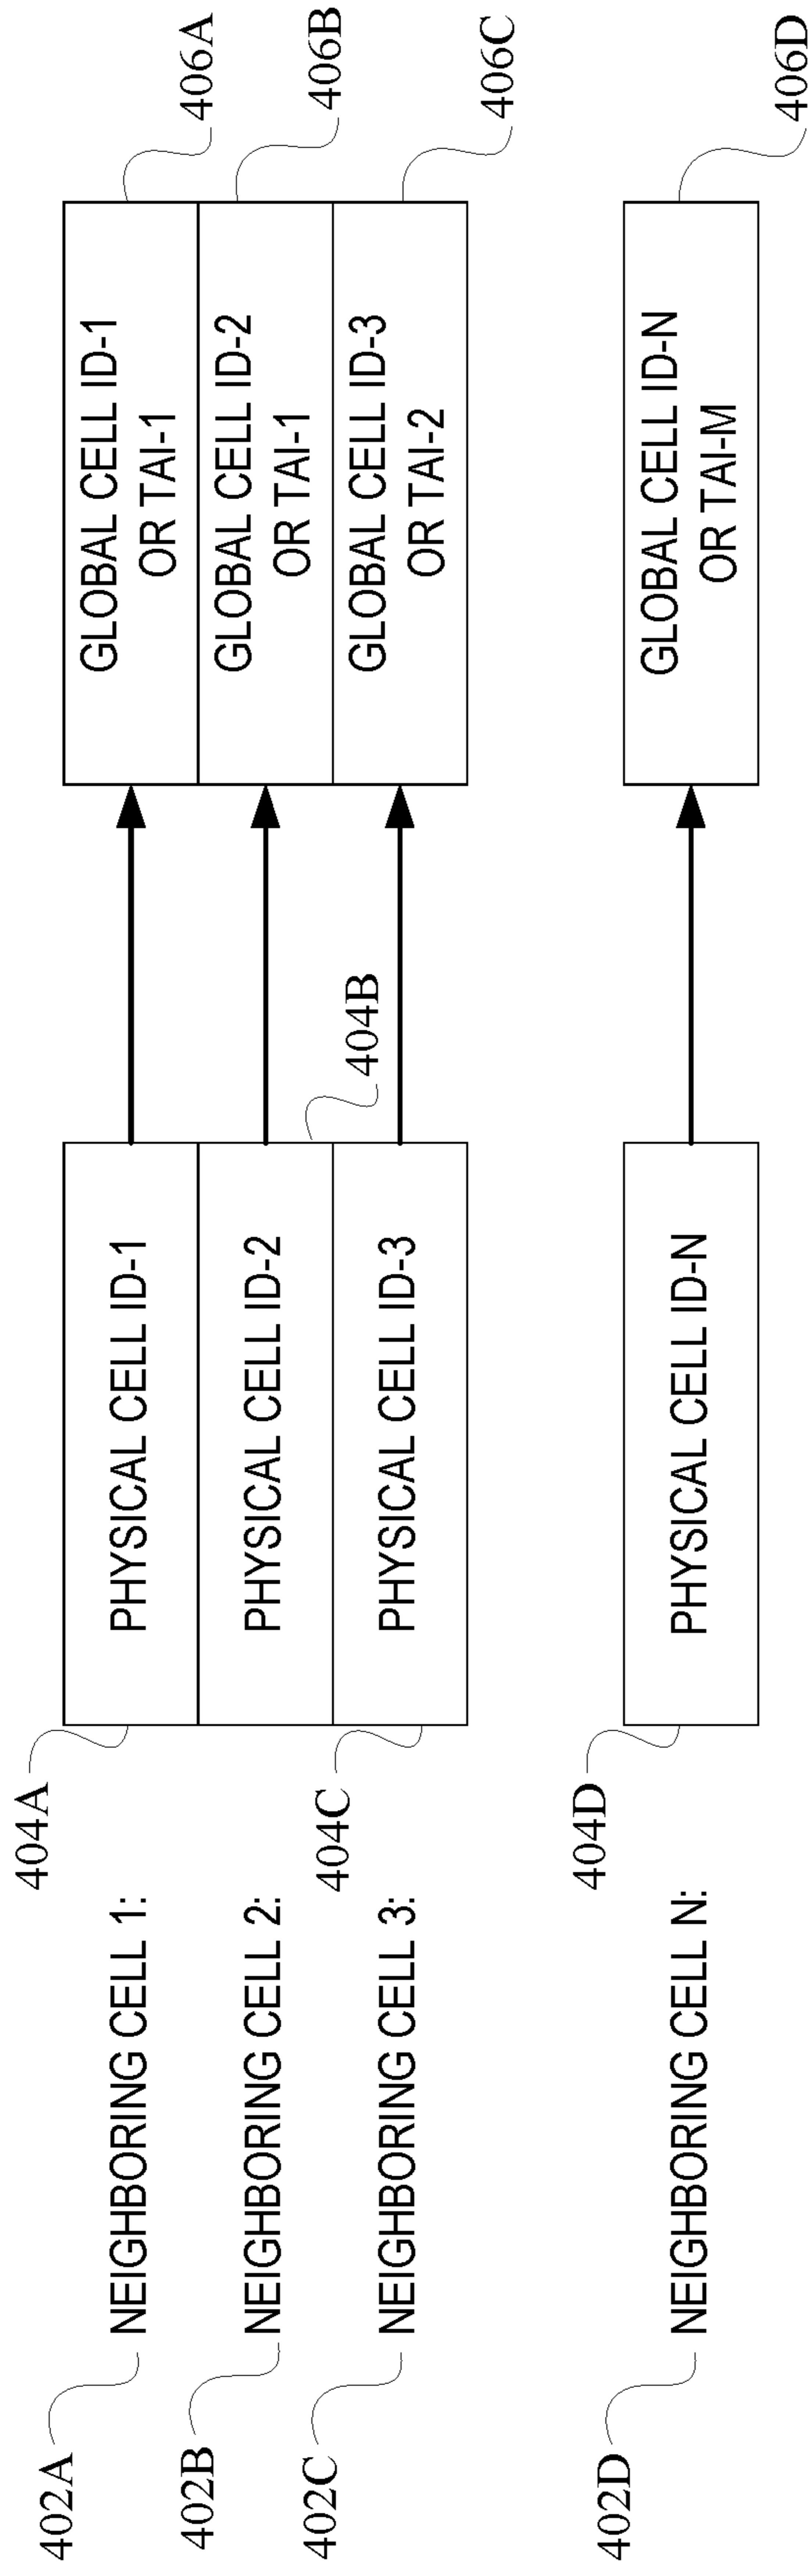 402A
NEIGHBORING CELL 1:
404A
PHYSICAL CELL ID-1
GLOBAL CELL ID-1
OR TAI-1
406A
402B
NEIGHBORING CELL 2:
PHYSICAL CELL ID-2
404B
GLOBAL CELL ID-2
OR TAI-1
406B
402C
NEIGHBORING CELL 3:
404C
PHYSICAL CELL ID-3
GLOBAL CELL ID-3
OR TAI-2
406C
402D
NEIGHBORING CELL N:
404D
PHYSICAL CELL ID-N
GLOBAL CELL ID-N
OR TAI-M
406D